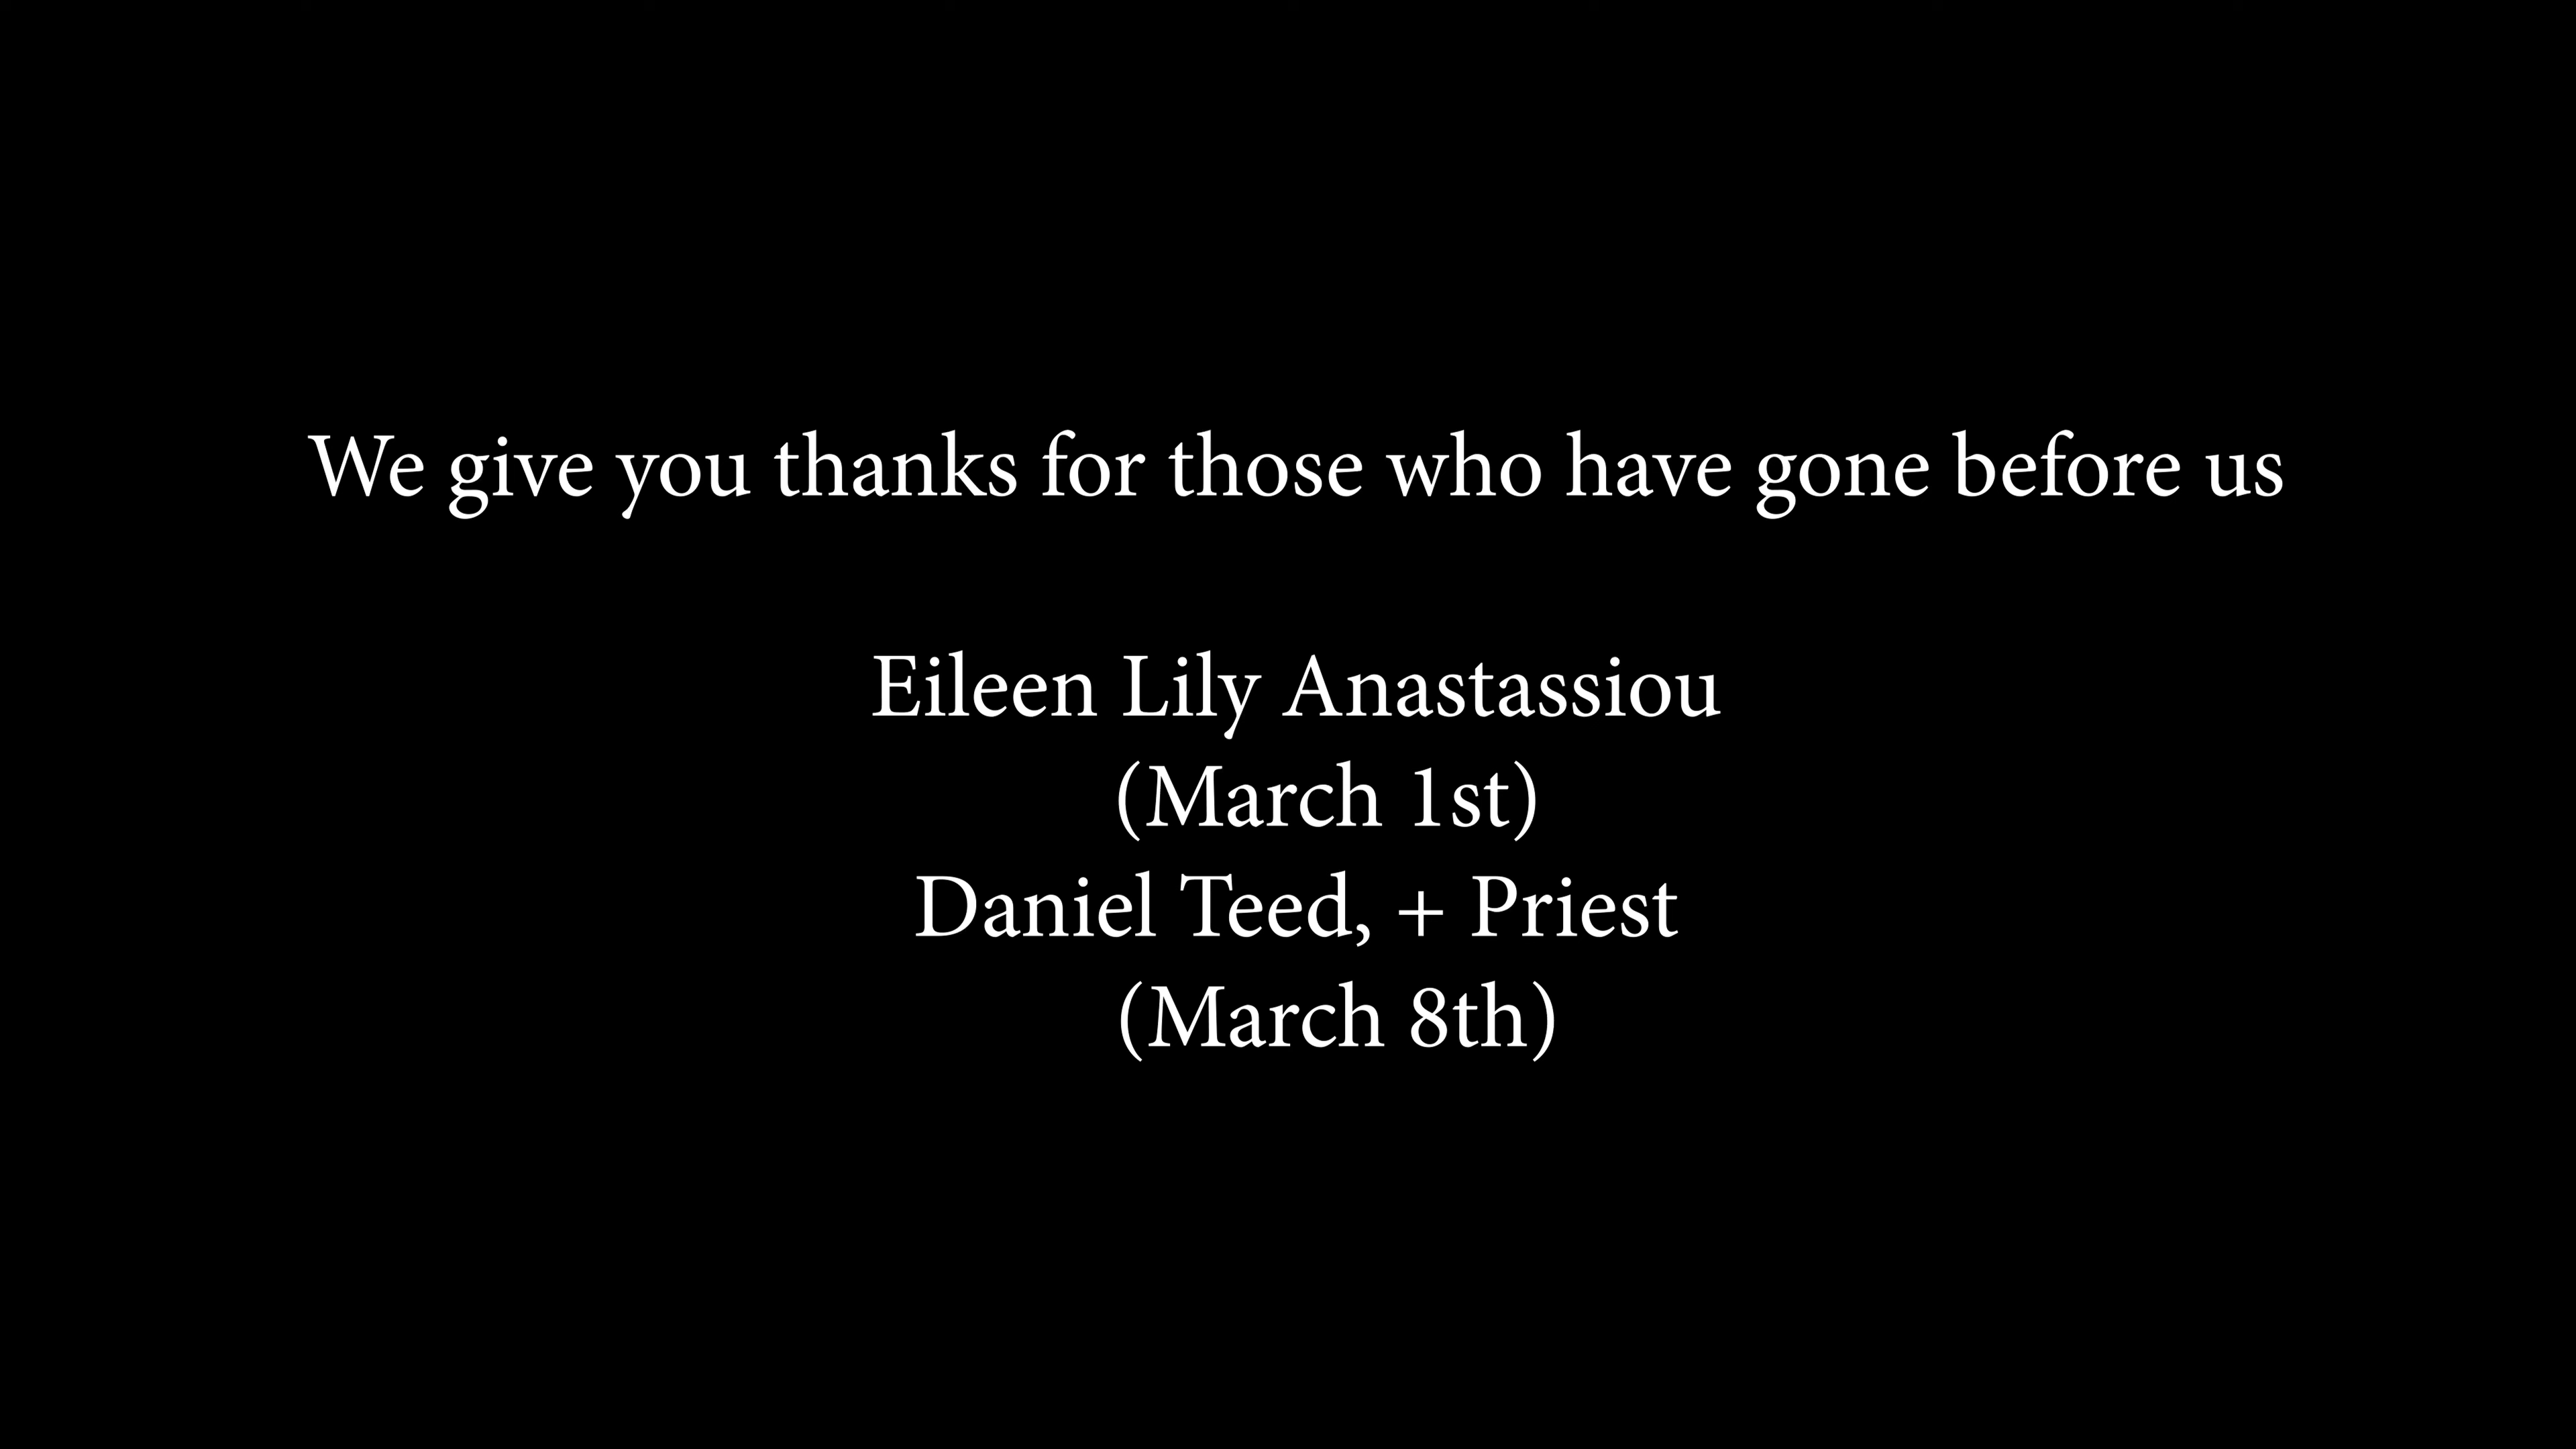 We give you thanks for those who have gone before us
Eileen Lily Anastassiou
(March 1st)
Daniel Teed, + Priest
(March 8th)